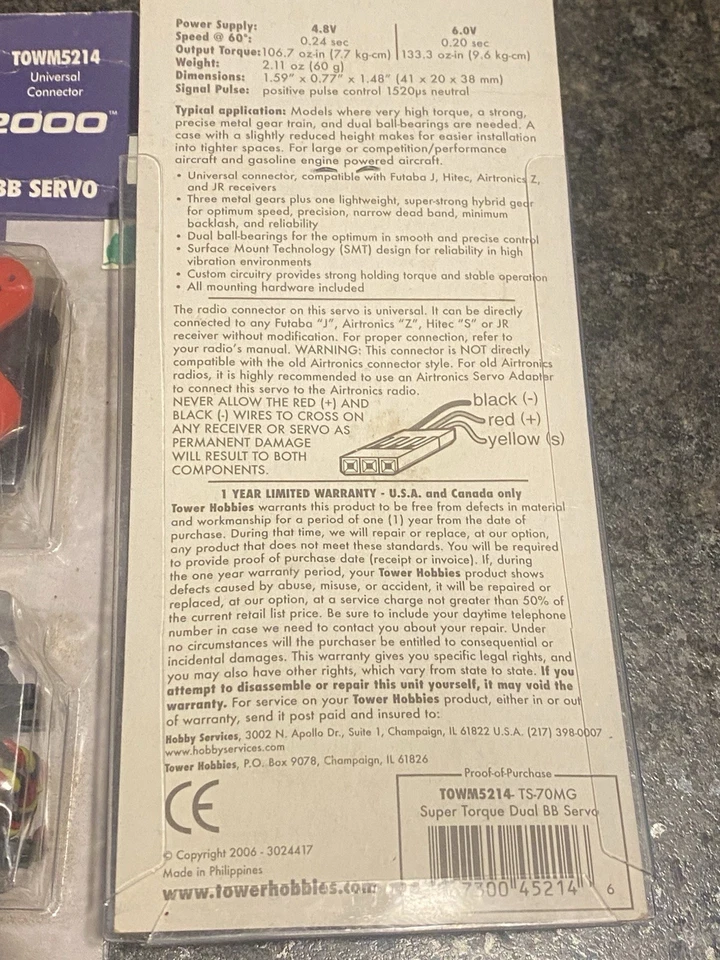 TOWM5214
Universal
Connector
2000™
BB SERVO
Power Supply: 4.8V 6.0V
Speed @ 60°: 0.24 sec 0.20 sec
Output Torque: 106.7 oz-in (7.7 kg-cm) 133.3 oz-in (9.6 kg-cm)
Weight: 2.11 oz (60 g)
Dimensions: 1.59" x 0.77" x 1.48" (41 x 20 x 38 mm)
Signal Pulse: positive pulse control 1520µs neutral
Typical application: Models where very high torque, a strong,
precise metal gear train, and dual ball-bearings are needed. A
case with a slightly reduced height makes for easier installation
into tighter spaces. For large or competition/performance
aircraft and gasoline engine powered aircraft.
• Universal connector, compatible with Futaba J, Hitec, Airtronics Z,
and JR receivers
• Three metal gears plus one lightweight, super-strong hybrid gear
for optimum speed, precision, narrow dead band, minimum
backlash, and reliability
• Dual ball-bearings for the optimum in smooth and precise control
• Surface Mount Technology (SMT) design for reliability in high
vibration environments
• Custom circuitry provides strong holding torque and stable operation
• All mounting hardware included
The radio connector on this servo is universal. It can be directly
connected to any Futaba "J", Airtronics "Z", Hitec "S" or JR
receiver without modification. For proper connection, refer to
your radio's manual. WARNING: This connector is NOT directly
compatible with the old Airtronics connector style. For old Airtronics
radios, it is highly recommended to use an Airtronics Servo Adapter
to connect this servo to the Airtronics radio.
NEVER ALLOW THE RED (+) AND
BLACK (-) WIRES TO CROSS ON
ANY RECEIVER OR SERVO AS
PERMANENT DAMAGE
WILL RESULT TO BOTH
COMPONENTS.
black (-)
red (+)
yellow (s)
1 YEAR LIMITED WARRANTY - U.S.A. and Canada only
Tower Hobbies warrants this product to be free from defects in material
and workmanship for a period of one (1) year from the date of
purchase. During that time, we will repair or replace, at our option,
any product that does not meet these standards. You will be required
to provide proof of purchase date (receipt or invoice). If, during
the one year warranty period, your Tower Hobbies product shows
defects caused by abuse, misuse, or accident, it will be repaired or
replaced, at our option, at a service charge not greater than 50% of
the current retail list price. Be sure to include your daytime telephone
number in case we need to contact you about your repair. Under
no circumstances will the purchaser be entitled to consequential or
incidental damages. This warranty gives you specific legal rights, and
you may also have other rights, which vary from state to state. If you
attempt to disassemble or repair this unit yourself, it may void the
warranty. For service on your Tower Hobbies product, either in or out
of warranty, send it post paid and insured to:
Hobby Services, 3002 N. Apollo Dr., Suite 1, Champaign, IL 61822 U.S.A. (217) 398-0007
www.hobbyservices.com
Tower Hobbies, P.O. Box 9078, Champaign, IL 61826
CE
Proof-of-Purchase
TOWM5214- TS-70MG
Super Torque Dual BB Servo
© Copyright 2006 - 3024417
Made in Philippines
www.towerhobbies.com
7300 45214 6